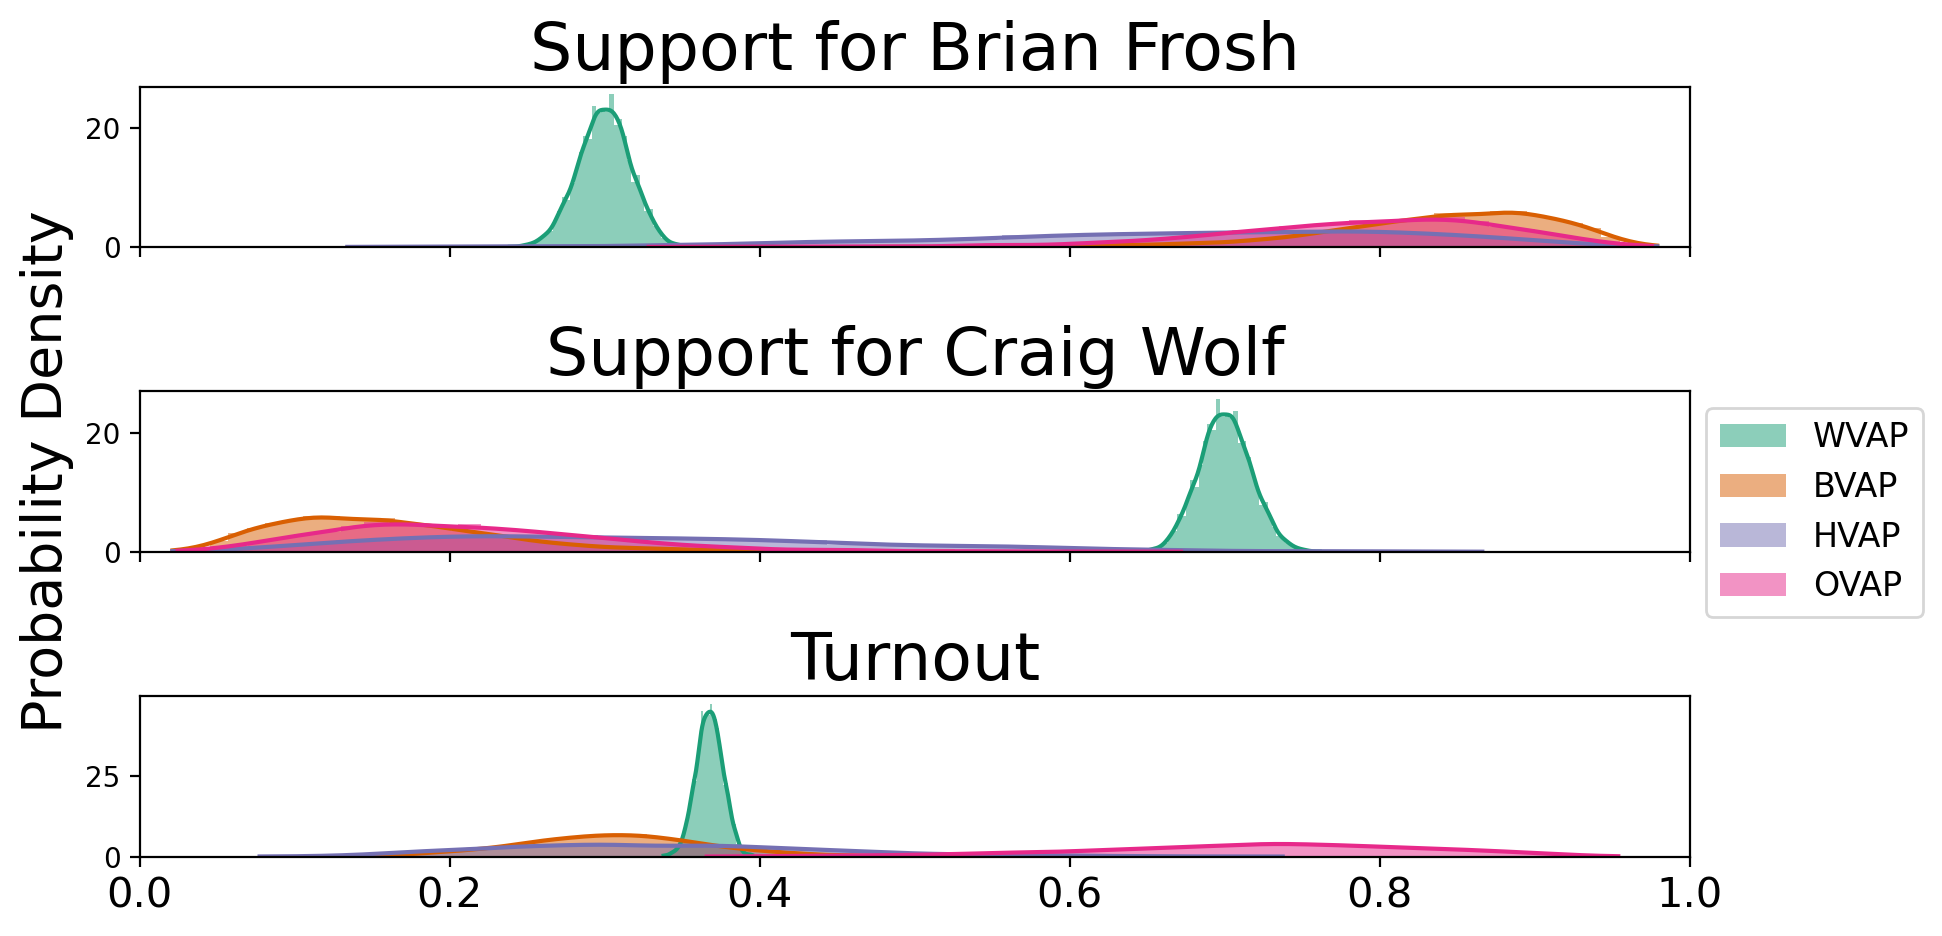 Support for Brian Frosh
20
0
Support for Craig Wolf
20
0
Probability Density
WVAP
BVAP
HVAP
OVAP
Turnout
25
0
0.0 0.2 0.4 0.6 0.8 1.0